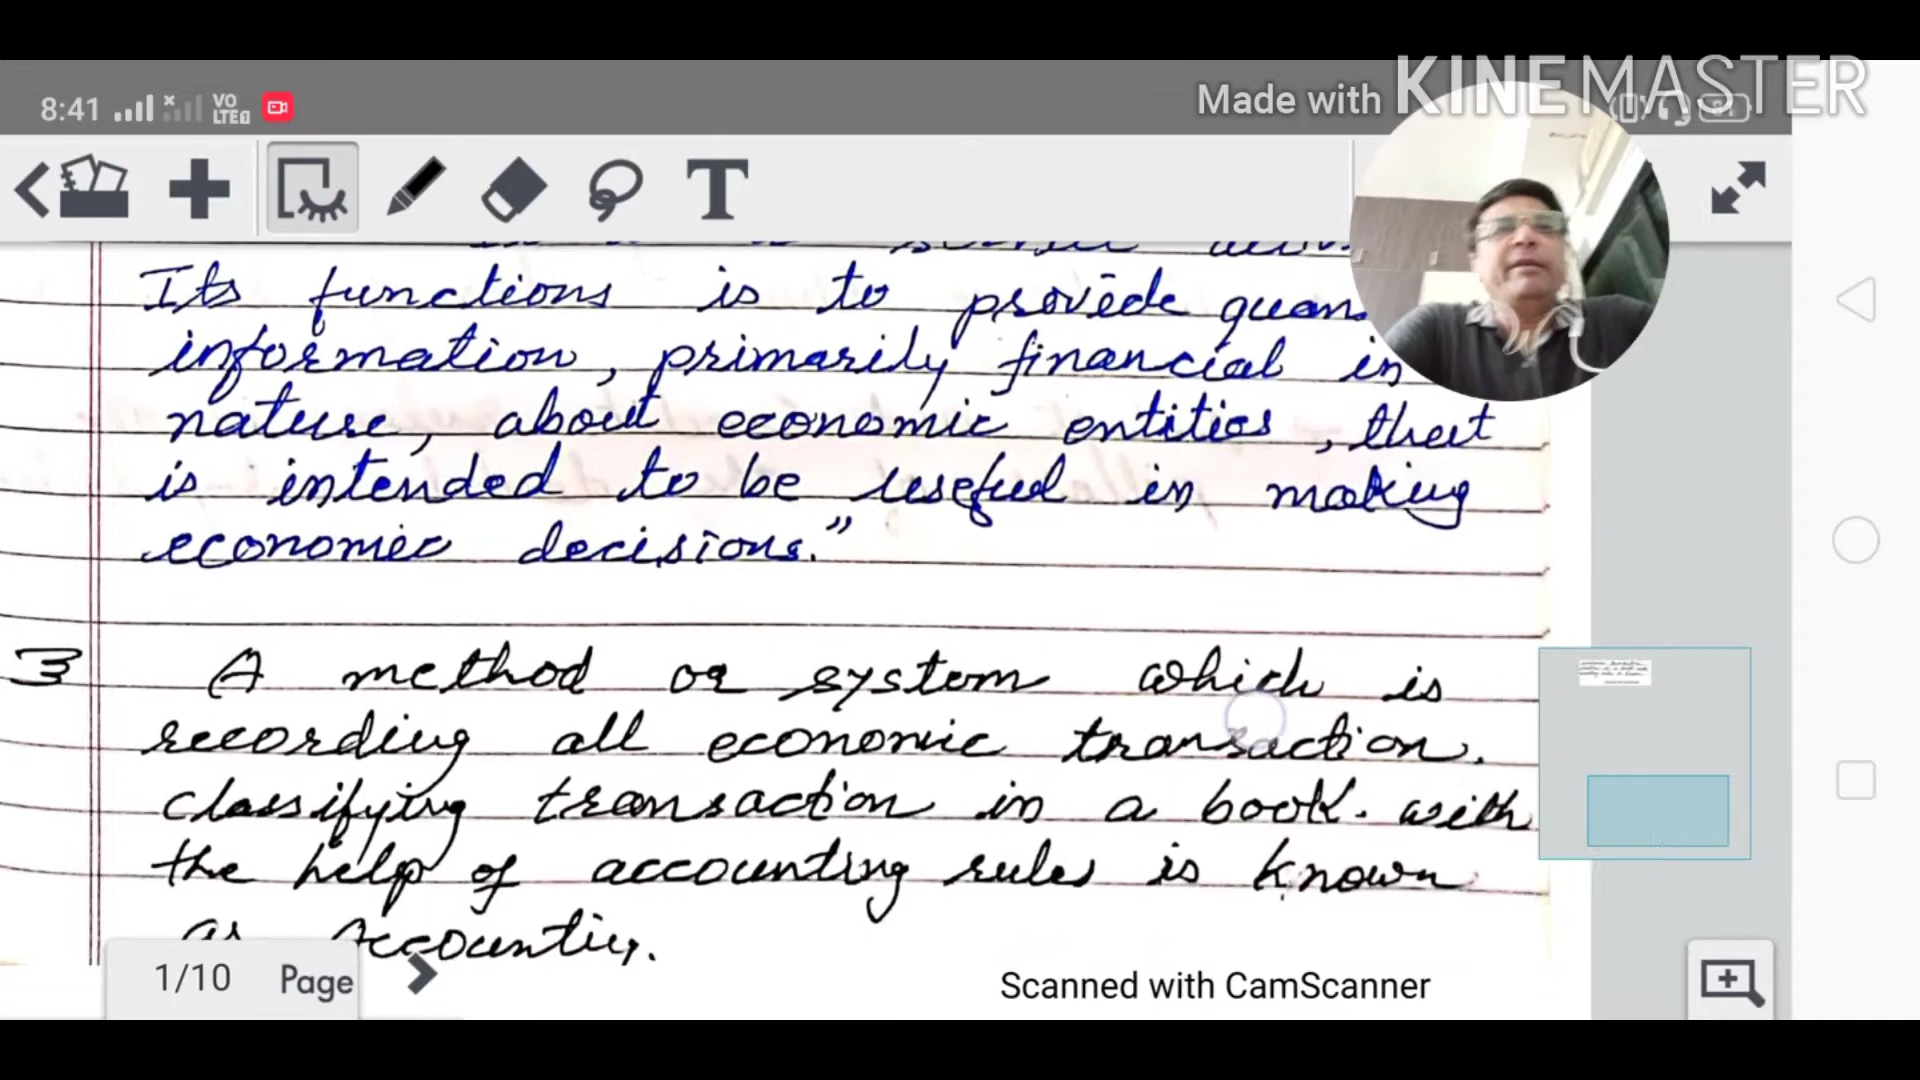 Made with KINEMASTER
8:41 VO LTE
T
Its functions is to provide quan
information, primarily financial in
nature, about economic entities, that
is intended to be useful in making
economic decisions."
3 A method or system which is
recording all economic transaction.
classifying transaction in a book. with
the help of accounting rules is known
as Accounting.
1/10 Page
Scanned with CamScanner